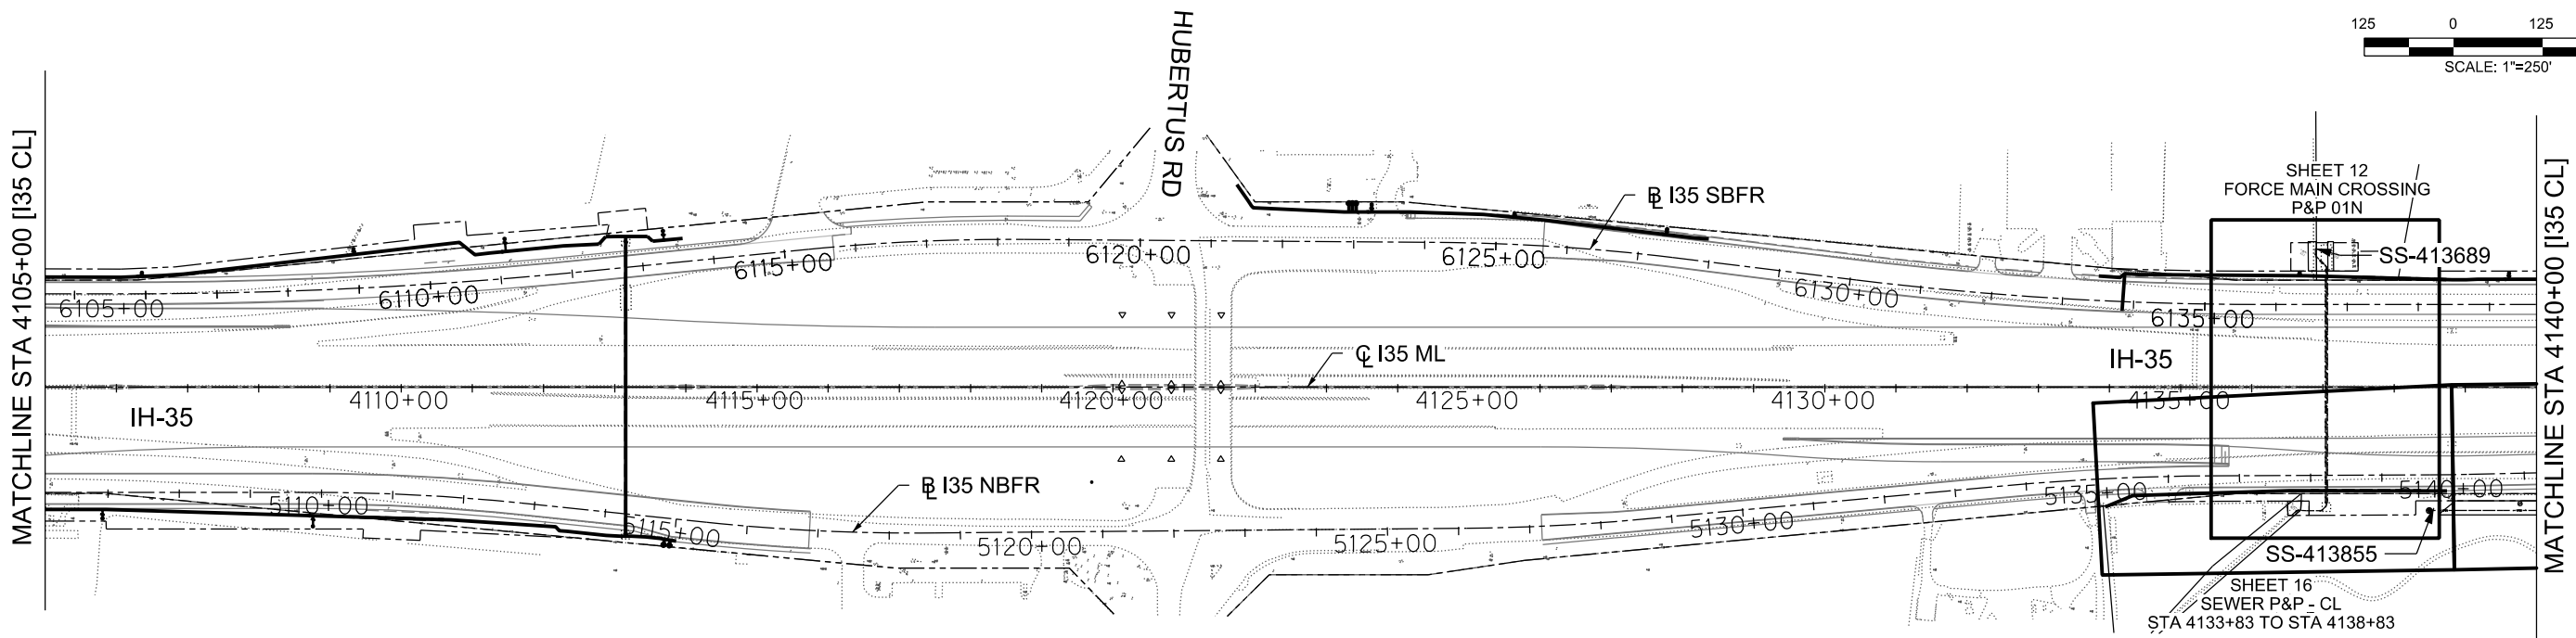 125 0 125
SCALE: 1"=250'
HUBERTUS RD
MATCHLINE STA 4105+00 [I35 CL]
MATCHLINE STA 4140+00 [I35 CL]
SHEET 12
FORCE MAIN CROSSING
P&P 01N
SS-413689
B I35 SBFR
6105+00
6110+00
6115+00
6120+00
6125+00
6130+00
6135+00
C I35 ML
IH-35
IH-35
4110+00
4115+00
4120+00
4125+00
4130+00
4135+00
B I35 NBFR
5110+00
5115+00
5120+00
5125+00
5130+00
5135+00
5140+00
SS-413855
SHEET 16
SEWER P&P - CL
STA 4133+83 TO STA 4138+83